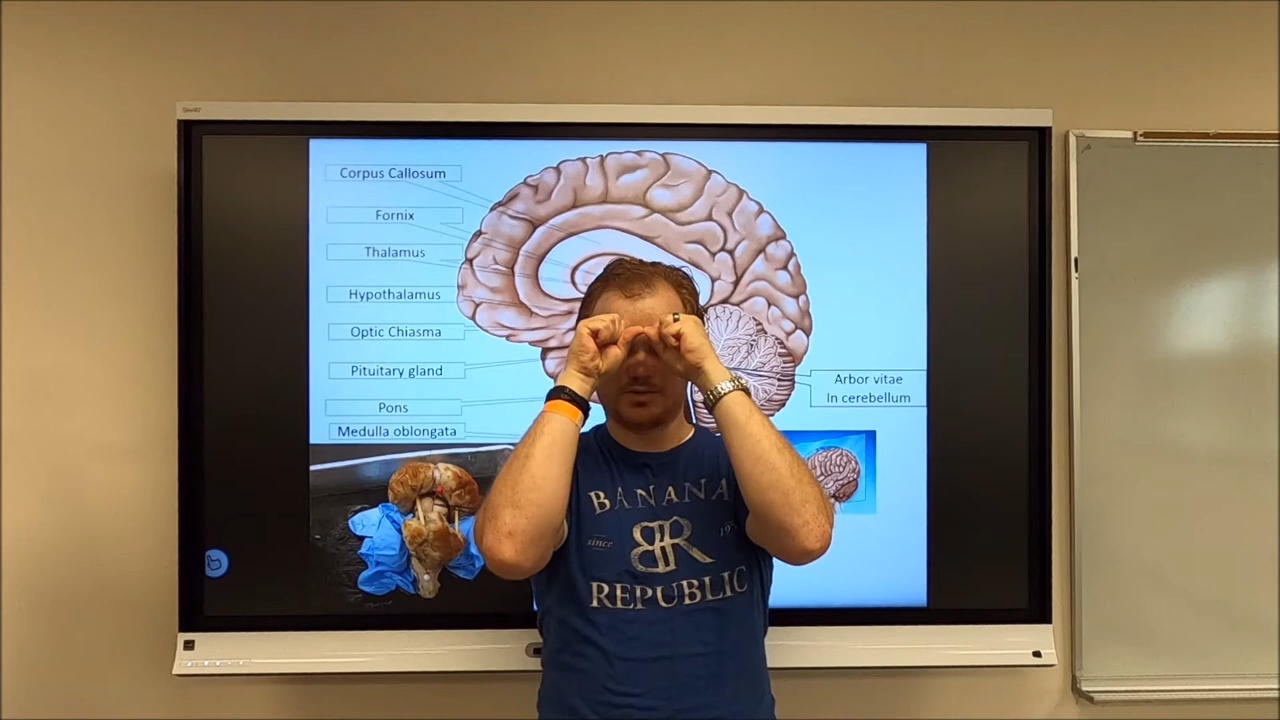 SMART
Corpus Callosum
Fornix
Thalamus
Hypothalamus
Optic Chiasma
Pituitary gland
Pons
Medulla oblongata
Arbor vitae
In cerebellum
BANANA
since
BR
REPUBLIC